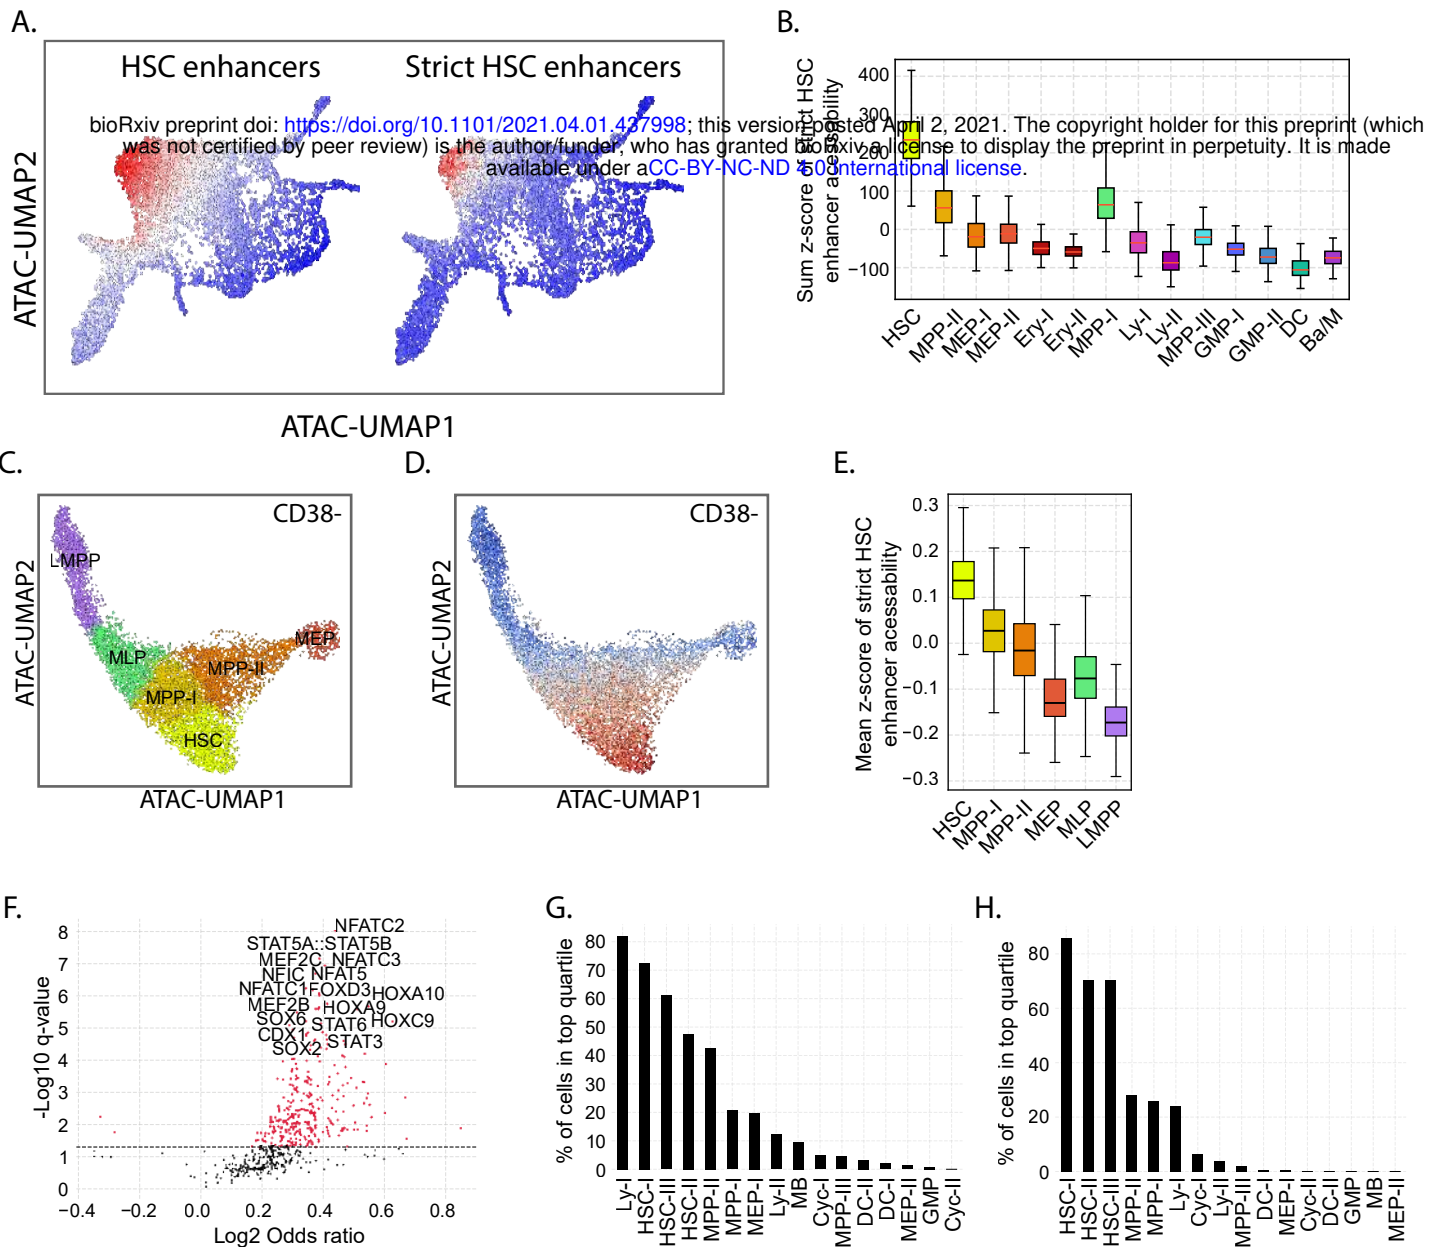 A.
HSC enhancers
Strict HSC enhancers
ATAC-UMAP2
ATAC-UMAP1
bioRxiv preprint doi: https://doi.org/10.1101/2021.04.01.437998; this version posted April 2, 2021. The copyright holder for this preprint (which
was not certified by peer review) is the author/funder, who has granted bioRxiv a license to display the preprint in perpetuity. It is made
available under aCC-BY-NC-ND 4.0 International license.
B.
Sum z-score of strict HSC
enhancer acessability
400
300
200
100
0
−100
HSC
MPP-II
MEP-I
MEP-II
Ery-I
Ery-II
MPP-I
Ly-I
Ly-II
MPP-III
GMP-I
GMP-II
DC
Ba/M
C.
CD38-
LMPP
MLP
MEP
MPP-II
MPP-I
HSC
ATAC-UMAP2
ATAC-UMAP1
D.
CD38-
ATAC-UMAP2
ATAC-UMAP1
E.
Mean z-score of strict HSC
enhancer acessability
0.3
0.2
0.1
0.0
−0.1
−0.2
−0.3
HSC
MPP-I
MPP-II
MEP
MLP
LMPP
F.
-Log10 q-value
8
7
6
5
4
3
2
1
0
NFATC2
STAT5A::STAT5B
MEF2C NFATC3
NFIC NFAT5
NFATC1 FOXD3 HOXA10
MEF2B HOXA9
SOX6 STAT6 HOXC9
CDX1 STAT3
SOX2
−0.4 −0.2 0.0 0.2 0.4 0.6 0.8
Log2 Odds ratio
G.
% of cells in top quartile
80
70
60
50
40
30
20
10
0
Ly-I
HSC-I
HSC-III
HSC-II
MPP-II
MPP-I
MEP-I
Ly-II
MB
Cyc-I
MPP-III
DC-II
DC-I
MEP-II
GMP
Cyc-II
H.
% of cells in top quartile
80
60
40
20
0
HSC-I
HSC-II
HSC-III
MPP-II
MPP-I
Ly-I
Cyc-I
Ly-II
MPP-III
DC-I
MEP-I
Cyc-II
DC-II
GMP
MB
MEP-II